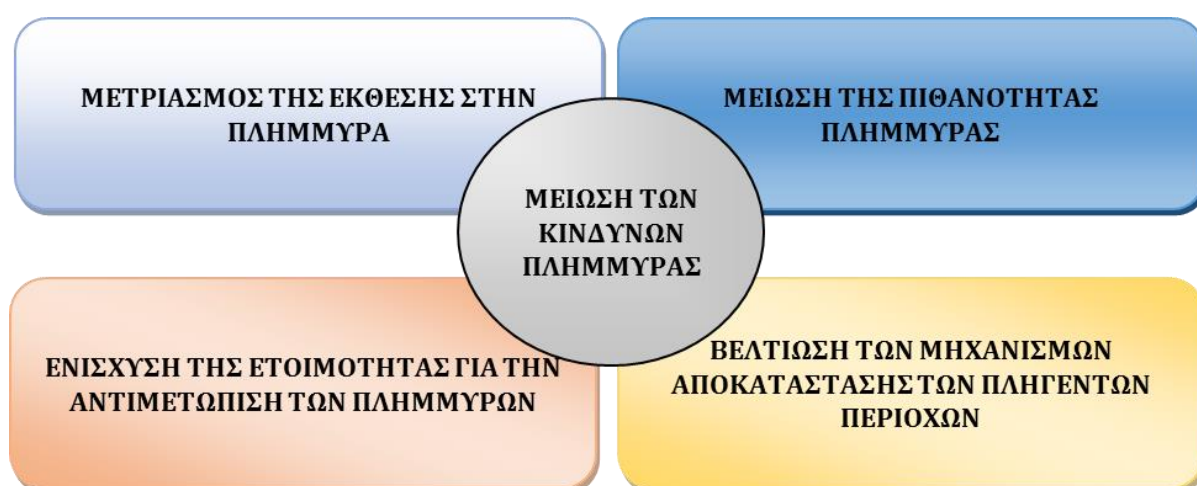 ΜΕΤΡΙΑΣΜΟΣ ΤΗΣ ΕΚΘΕΣΗΣ ΣΤΗΝ
ΠΛΗΜΜΥΡΑ
ΜΕΙΩΣΗ ΤΗΣ ΠΙΘΑΝΟΤΗΤΑΣ
ΠΛΗΜΜΥΡΑΣ
ΜΕΙΩΣΗ ΤΩΝ
ΚΙΝΔΥΝΩΝ
ΠΛΗΜΜΥΡΑΣ
ΕΝΙΣΧΥΣΗ ΤΗΣ ΕΤΟΙΜΟΤΗΤΑΣ ΓΙΑ ΤΗΝ
ΑΝΤΙΜΕΤΩΠΙΣΗ ΤΩΝ ΠΛΗΜΜΥΡΩΝ
ΒΕΛΤΙΩΣΗ ΤΩΝ ΜΗΧΑΝΙΣΜΩΝ
ΑΠΟΚΑΤΑΣΤΑΣΗΣ ΤΩΝ ΠΛΗΓΕΝΤΩΝ
ΠΕΡΙΟΧΩΝ